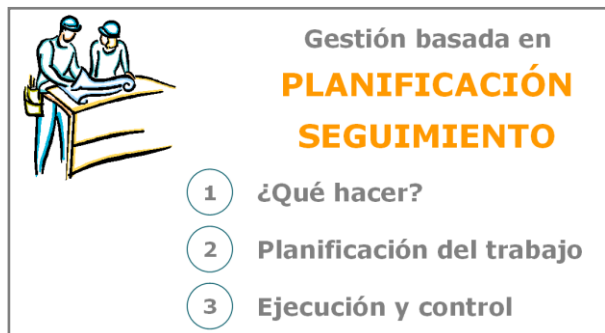 Gestión basada en
PLANIFICACIÓN
SEGUIMIENTO
1 ¿Qué hacer?
2 Planificación del trabajo
3 Ejecución y control